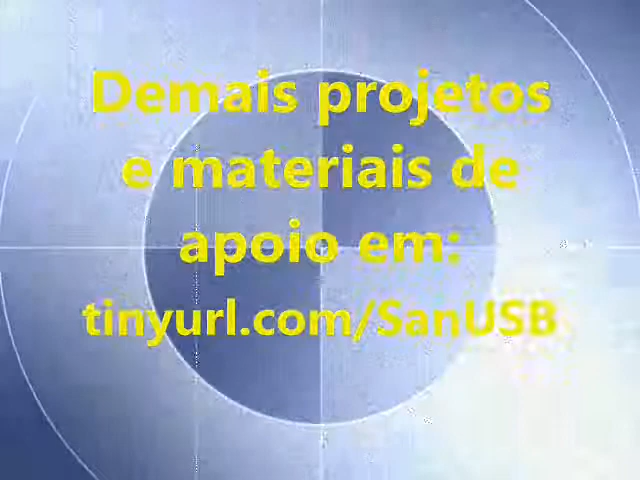 Demais projetos
e materiais de
apoio em:
tinyurl.com/SanUSB